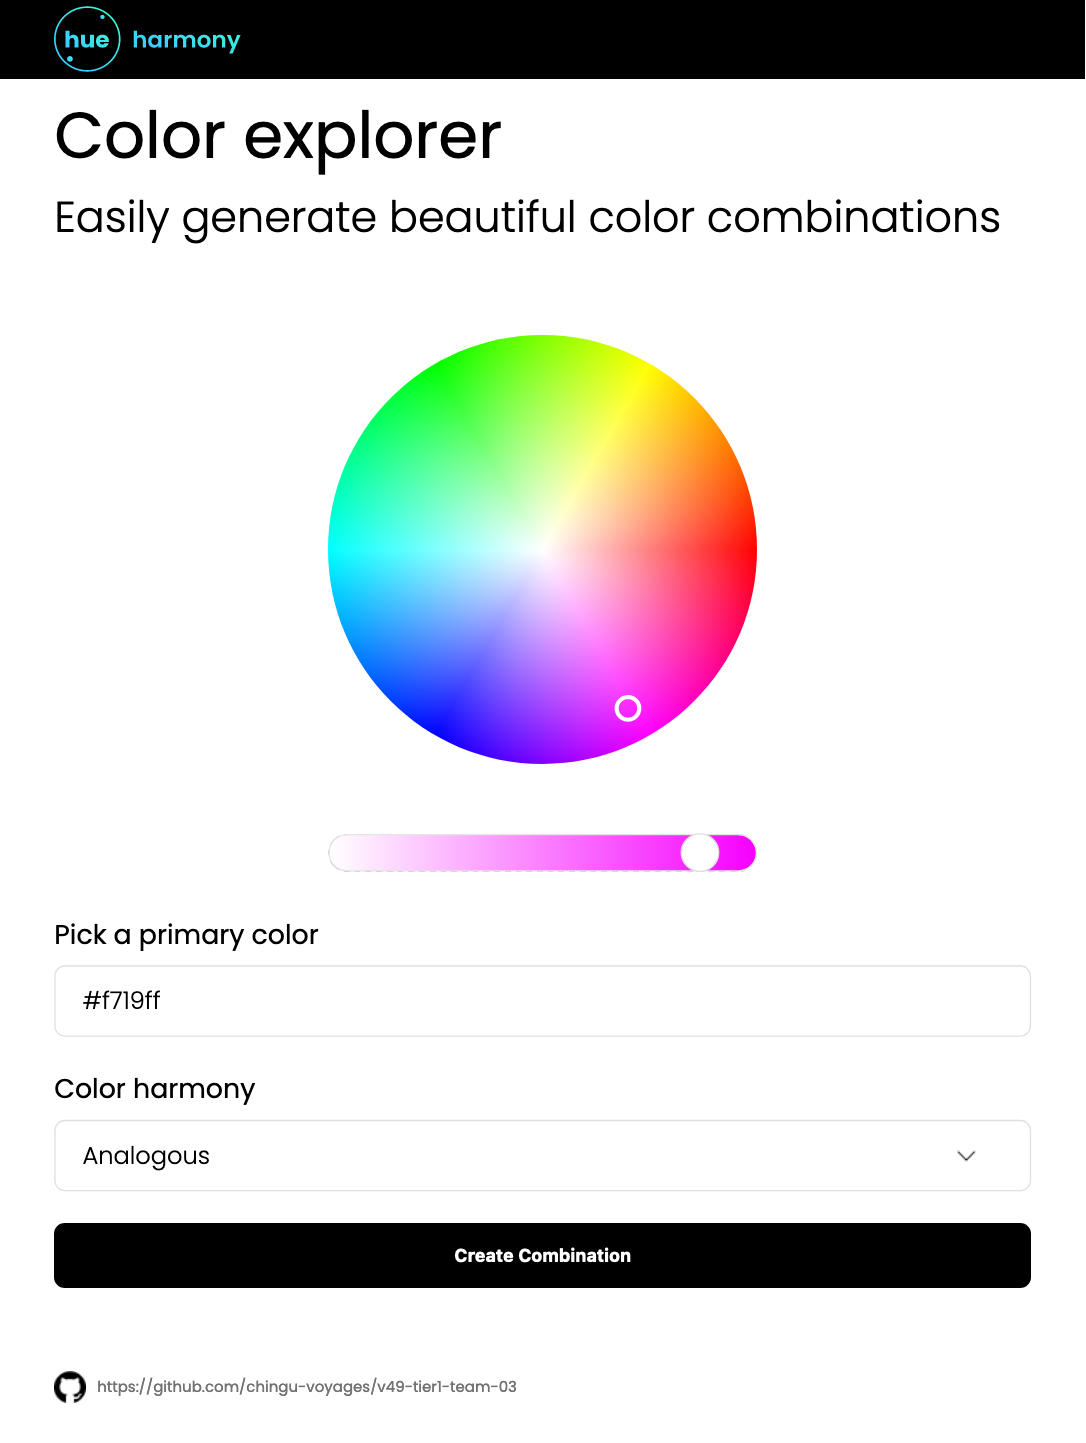 hue harmony
Color explorer
Easily generate beautiful color combinations
Pick a primary color
#f719ff
Color harmony
Analogous
Create Combination
https://github.com/chingu-voyages/v49-tier1-team-03